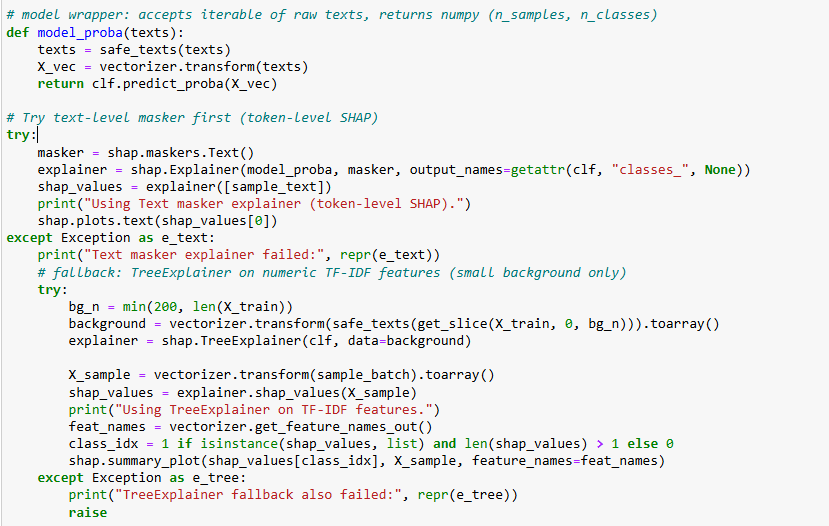 # model wrapper: accepts iterable of raw texts, returns numpy (n_samples, n_classes)
def model_proba(texts):
    texts = safe_texts(texts)
    X_vec = vectorizer.transform(texts)
    return clf.predict_proba(X_vec)

# Try text-level masker first (token-level SHAP)
try:
    masker = shap.maskers.Text()
    explainer = shap.Explainer(model_proba, masker, output_names=getattr(clf, "classes_", None))
    shap_values = explainer([sample_text])
    print("Using Text masker explainer (token-level SHAP).")
    shap.plots.text(shap_values[0])
except Exception as e_text:
    print("Text masker explainer failed:", repr(e_text))
    # fallback: TreeExplainer on numeric TF-IDF features (small background only)
    try:
        bg_n = min(200, len(X_train))
        background = vectorizer.transform(safe_texts(get_slice(X_train, 0, bg_n))).toarray()
        explainer = shap.TreeExplainer(clf, data=background)

        X_sample = vectorizer.transform(sample_batch).toarray()
        shap_values = explainer.shap_values(X_sample)
        print("Using TreeExplainer on TF-IDF features.")
        feat_names = vectorizer.get_feature_names_out()
        class_idx = 1 if isinstance(shap_values, list) and len(shap_values) > 1 else 0
        shap.summary_plot(shap_values[class_idx], X_sample, feature_names=feat_names)
    except Exception as e_tree:
        print("TreeExplainer fallback also failed:", repr(e_tree))
        raise